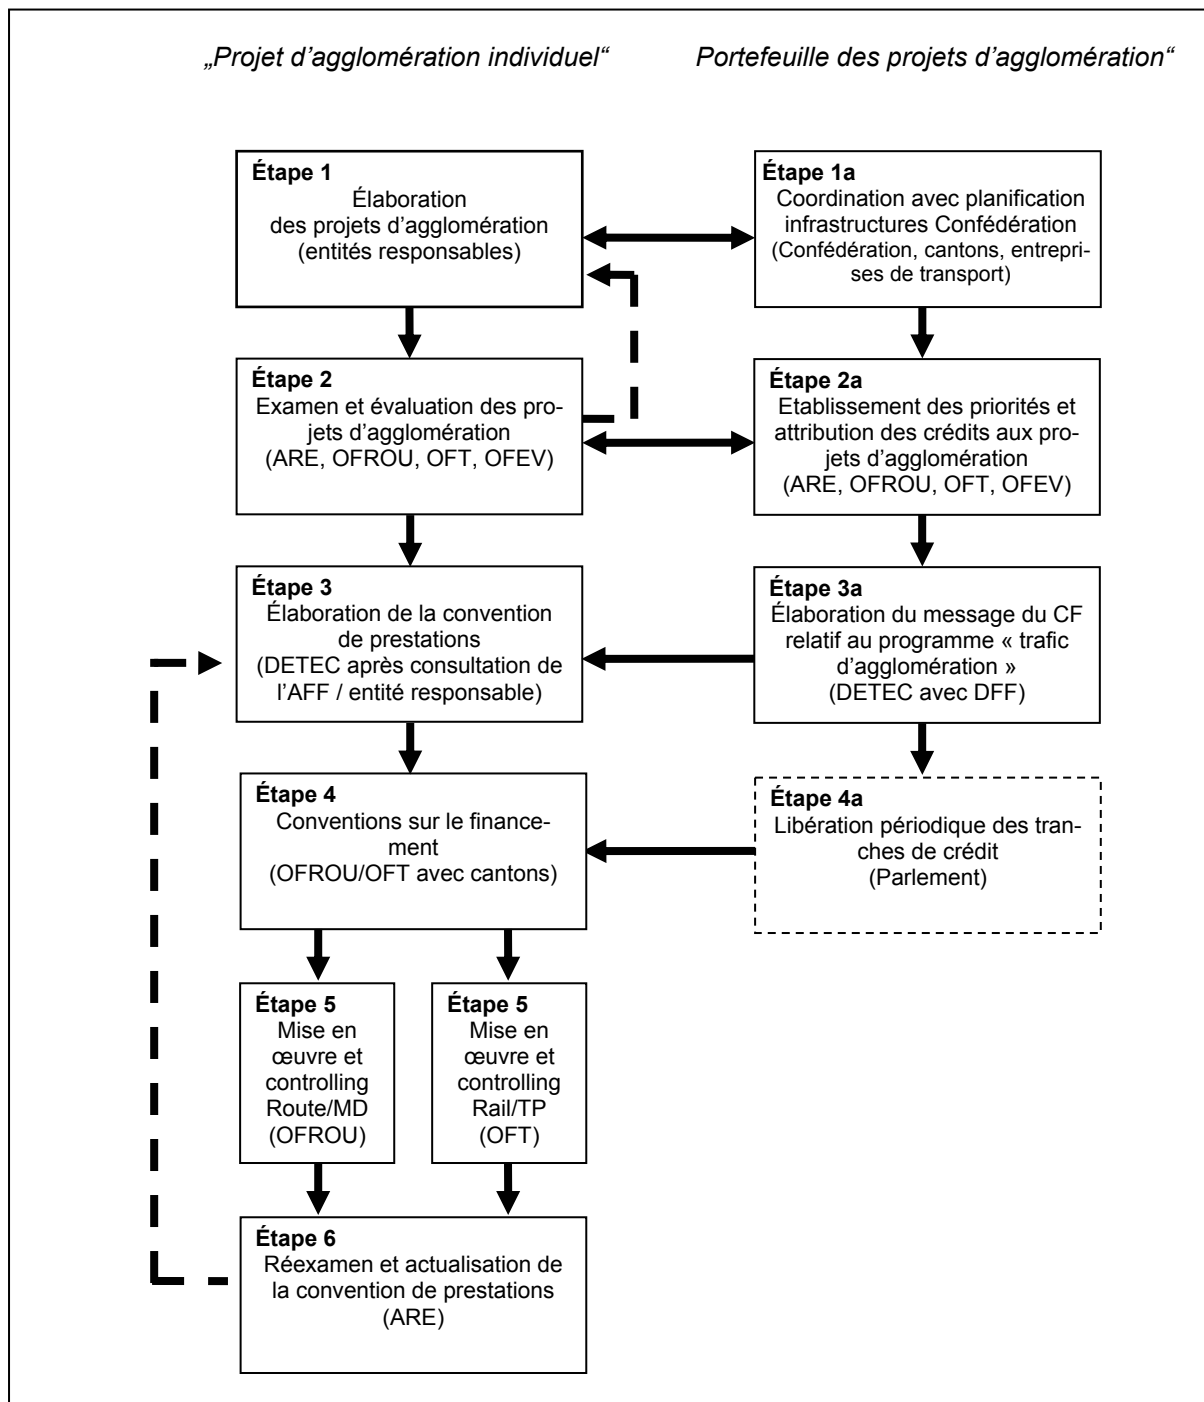 „Projet d’agglomération individuel“
Portefeuille des projets d’agglomération“
Étape 1
Élaboration
des projets d’agglomération
(entités responsables)
Étape 1a
Coordination avec planification
infrastructures Confédération
(Confédération, cantons, entrepri-
ses de transport)
Étape 2
Examen et évaluation des pro-
jets d’agglomération
(ARE, OFROU, OFT, OFEV)
Étape 2a
Etablissement des priorités et
attribution des crédits aux pro-
jets d’agglomération
(ARE, OFROU, OFT, OFEV)
Étape 3
Élaboration de la convention
de prestations
(DETEC après consultation de
l’AFF / entité responsable)
Étape 3a
Élaboration du message du CF
relatif au programme « trafic
d’agglomération »
(DETEC avec DFF)
Étape 4
Conventions sur le finance-
ment
(OFROU/OFT avec cantons)
Étape 4a
Libération périodique des tran-
ches de crédit
(Parlement)
Étape 5
Mise en
œuvre et
controlling
Route/MD
(OFROU)
Étape 5
Mise en
œuvre et
controlling
Rail/TP
(OFT)
Étape 6
Réexamen et actualisation de
la convention de prestations
(ARE)